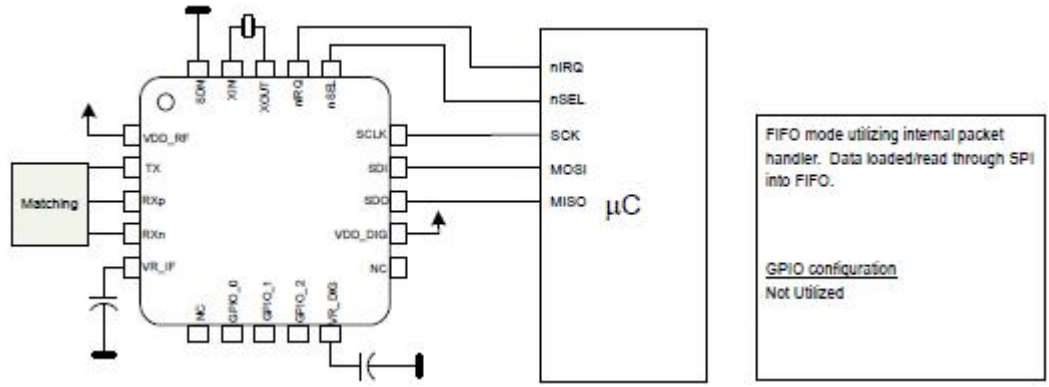 SDN
XIN
XOUT
nIRQ
nSEL
VDD_RF
TX
RXp
RXn
VR_IF
Matching
SCLK
SDI
SDO
VDD_DIG
NC
NC
GPIO_0
GPIO_1
GPIO_2
VR_DIG
nIRQ
nSEL
SCK
MOSI
MISO
µC
FIFO mode utilizing internal packet
handler. Data loaded/read through SPI
into FIFO.
GPIO configuration
Not Utilized